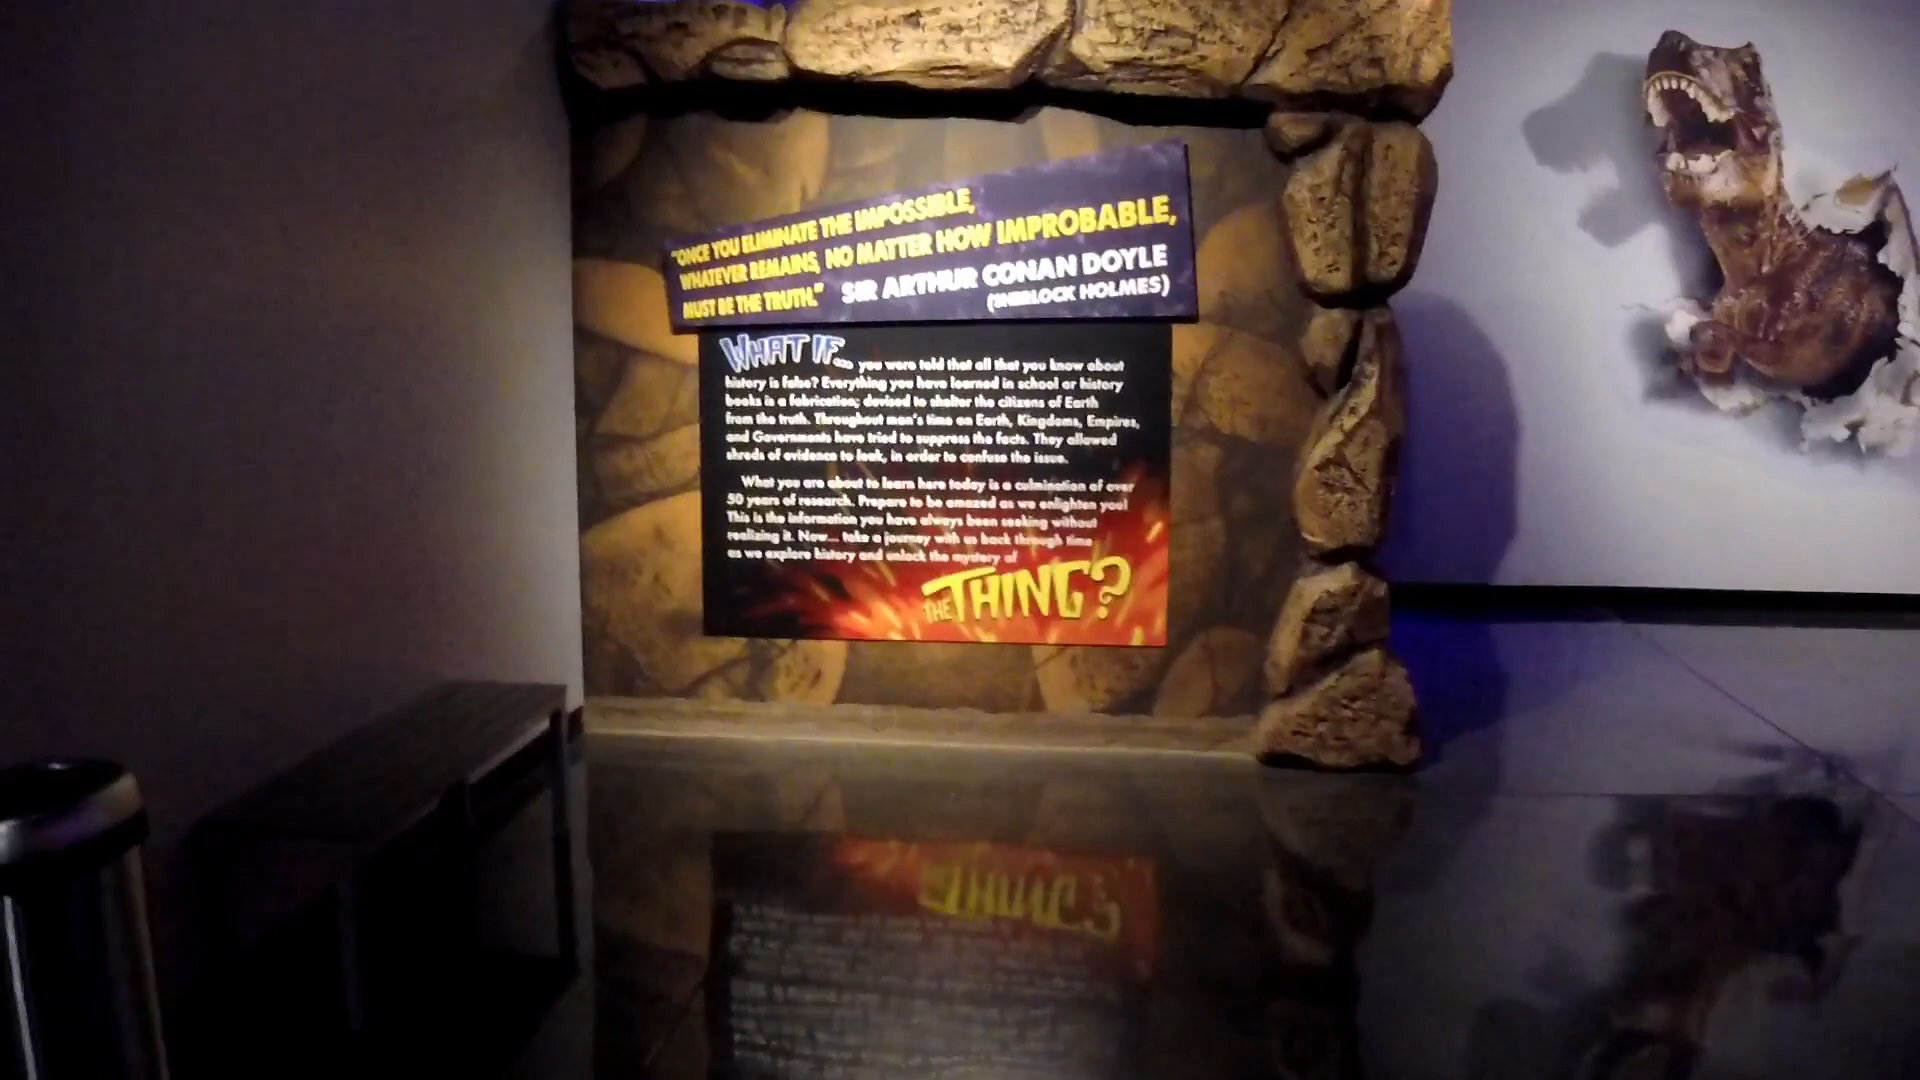 "ONCE YOU ELIMINATE THE IMPOSSIBLE,
WHATEVER REMAINS, NO MATTER HOW IMPROBABLE,
MUST BE THE TRUTH." SIR ARTHUR CONAN DOYLE
(SHERLOCK HOLMES)
WHAT IF... you were told that all that you know about
history is false? Everything you have learned in school or history
books is a fabrication; devised to shelter the citizens of Earth
from the truth. Throughout man's time on Earth, Kingdoms, Empires,
and Governments have tried to suppress the facts. They allowed
shreds of evidence to leak, in order to confuse the issue.
What you are about to learn here today is a culmination of over
50 years of research. Prepare to be amazed as we enlighten you!
This is the information you have always been seeking without
realizing it. Now... take a journey with us back through time
as we explore history and unlock the mystery of
THE THING?